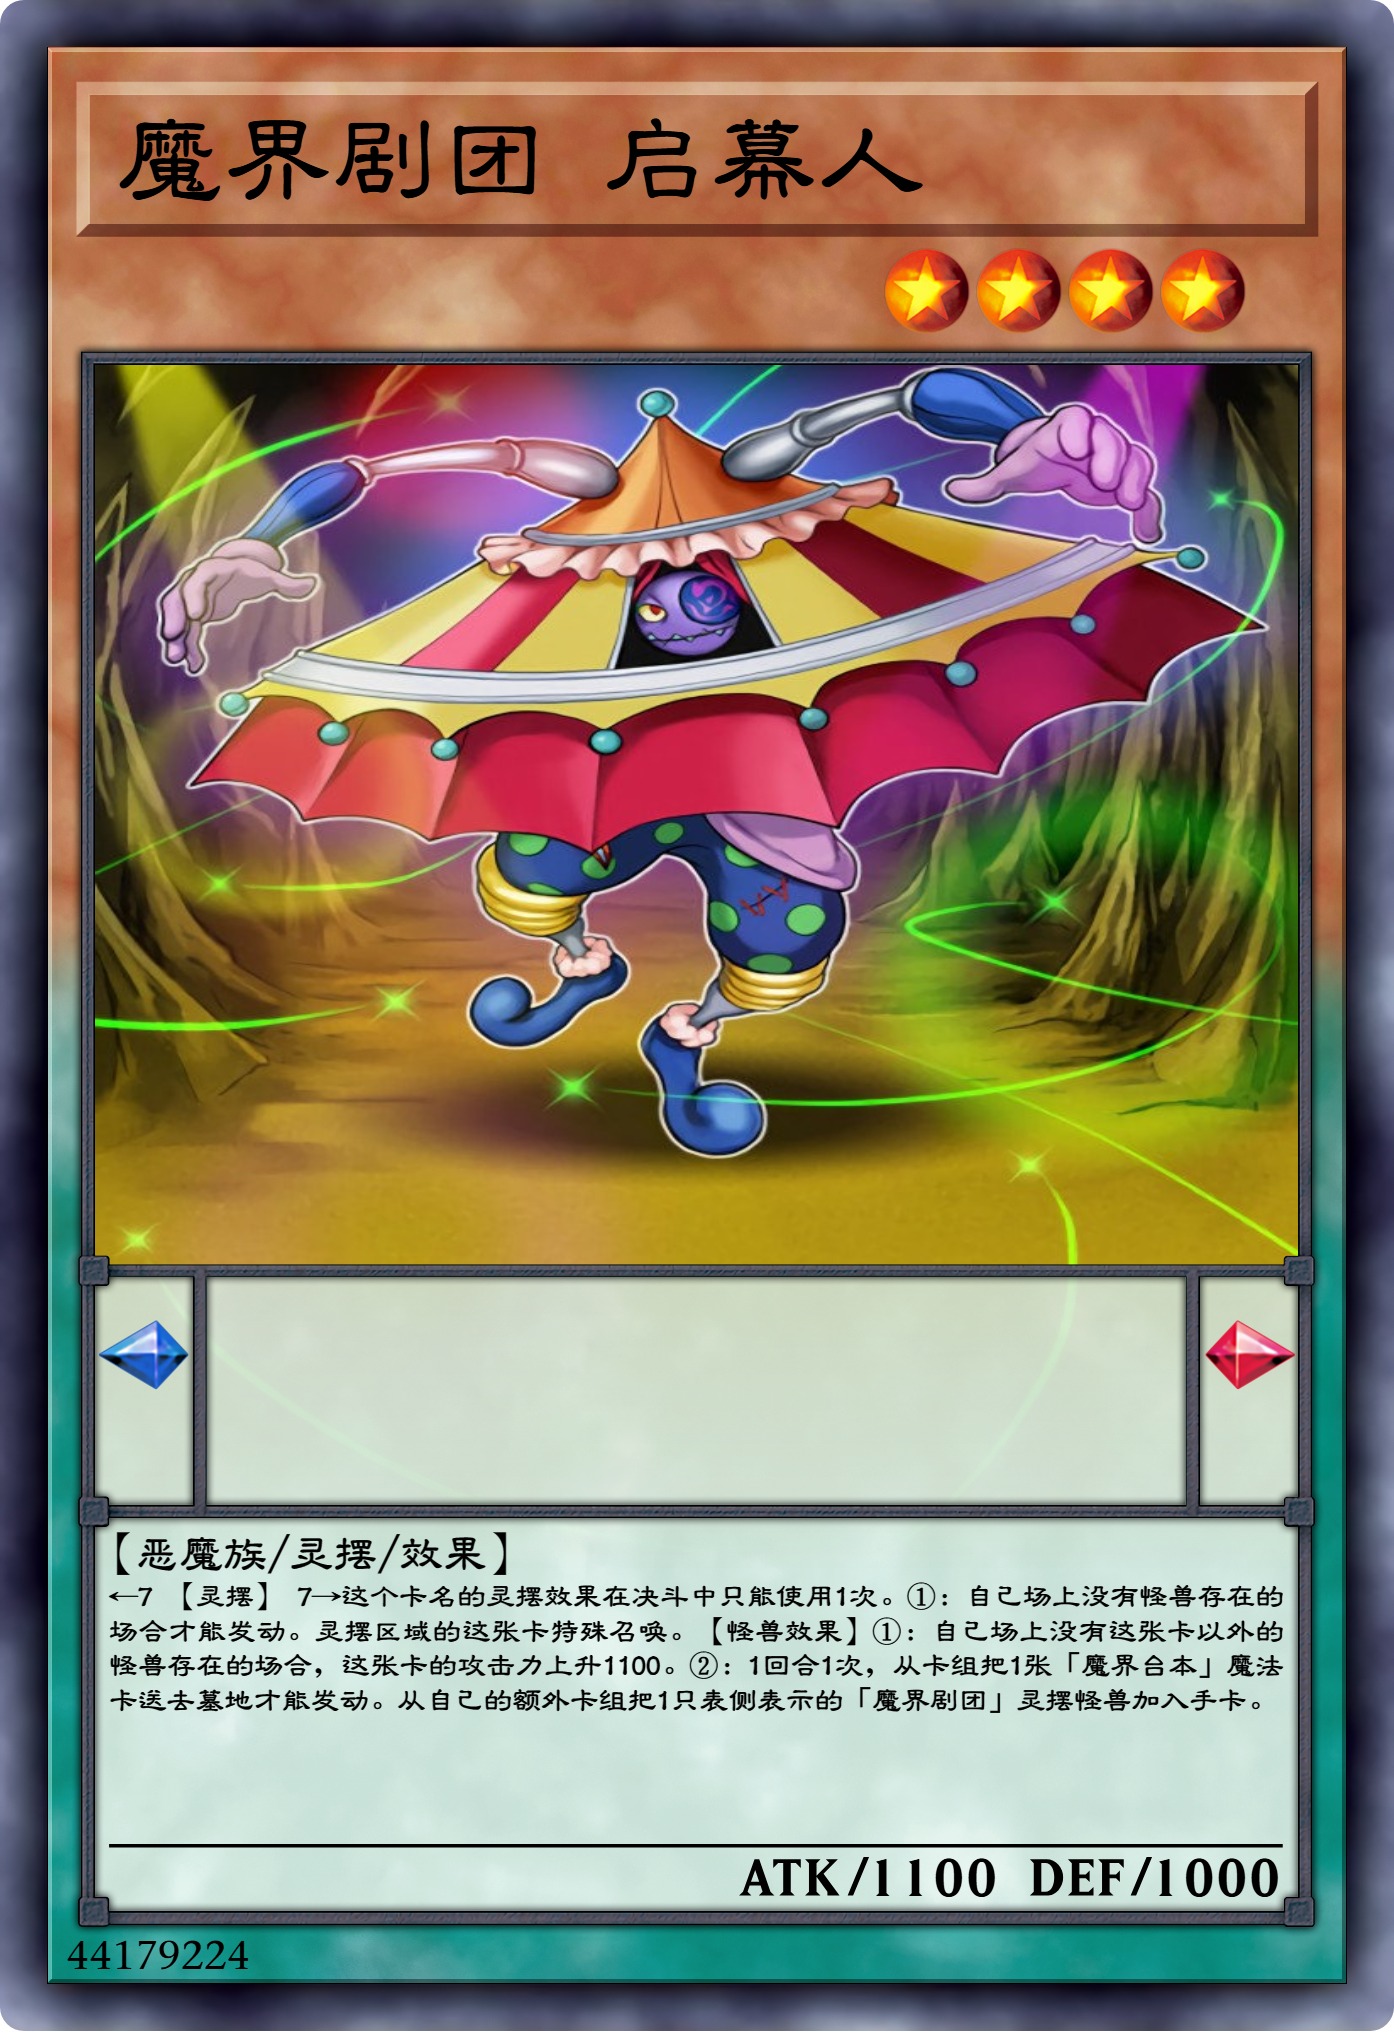 魔界剧团 启幕人
【恶魔族/灵摆/效果】
←7 【灵摆】 7→这个卡名的灵摆效果在决斗中只能使用1次。①：自己场上没有怪兽存在的
场合才能发动。灵摆区域的这张卡特殊召唤。【怪兽效果】①：自己场上没有这张卡以外的
怪兽存在的场合，这张卡的攻击力上升1100。②：1回合1次，从卡组把1张「魔界台本」魔法
卡送去墓地才能发动。从自己的额外卡组把1只表侧表示的「魔界剧团」灵摆怪兽加入手卡。
ATK/1100 DEF/1000
44179224